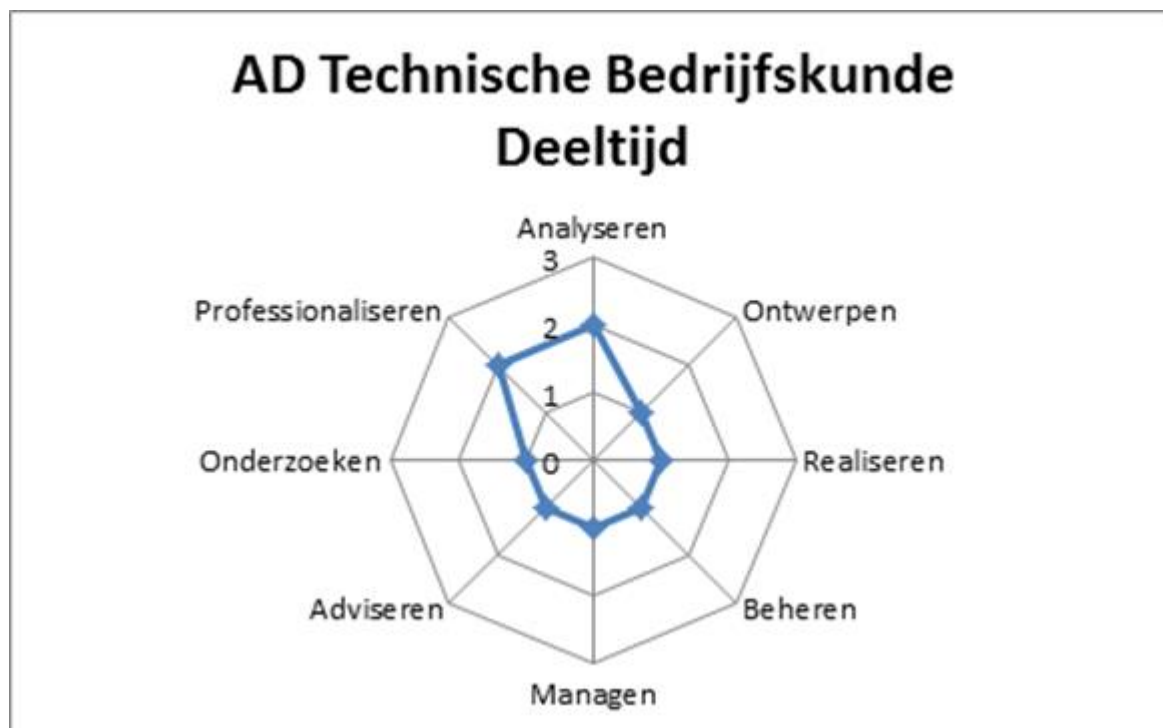 AD Technische Bedrijfskunde
Deeltijd
Analyseren
3
Professionaliseren
Ontwerpen
2
1
Onderzoeken
0
Realiseren
Adviseren
Beheren
Managen